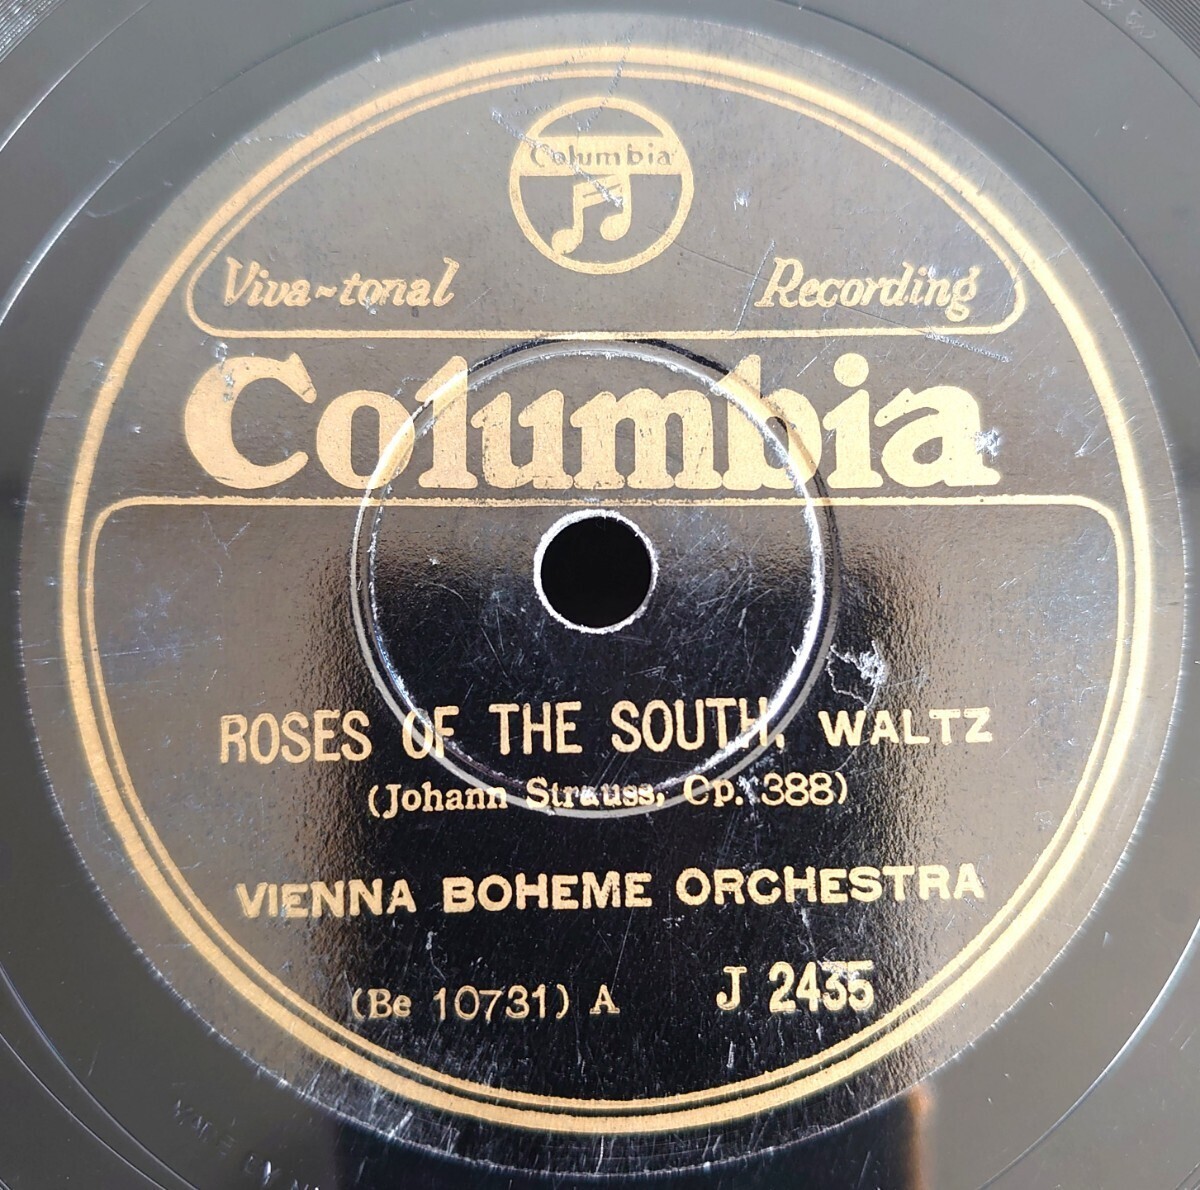 Columbia
Viva-tonal Recording
Columbia
ROSES OF THE SOUTH, WALTZ
(Johann Strauss, Op. 388)
VIENNA BOHEME ORCHESTRA
(Be 10731) A J 2435